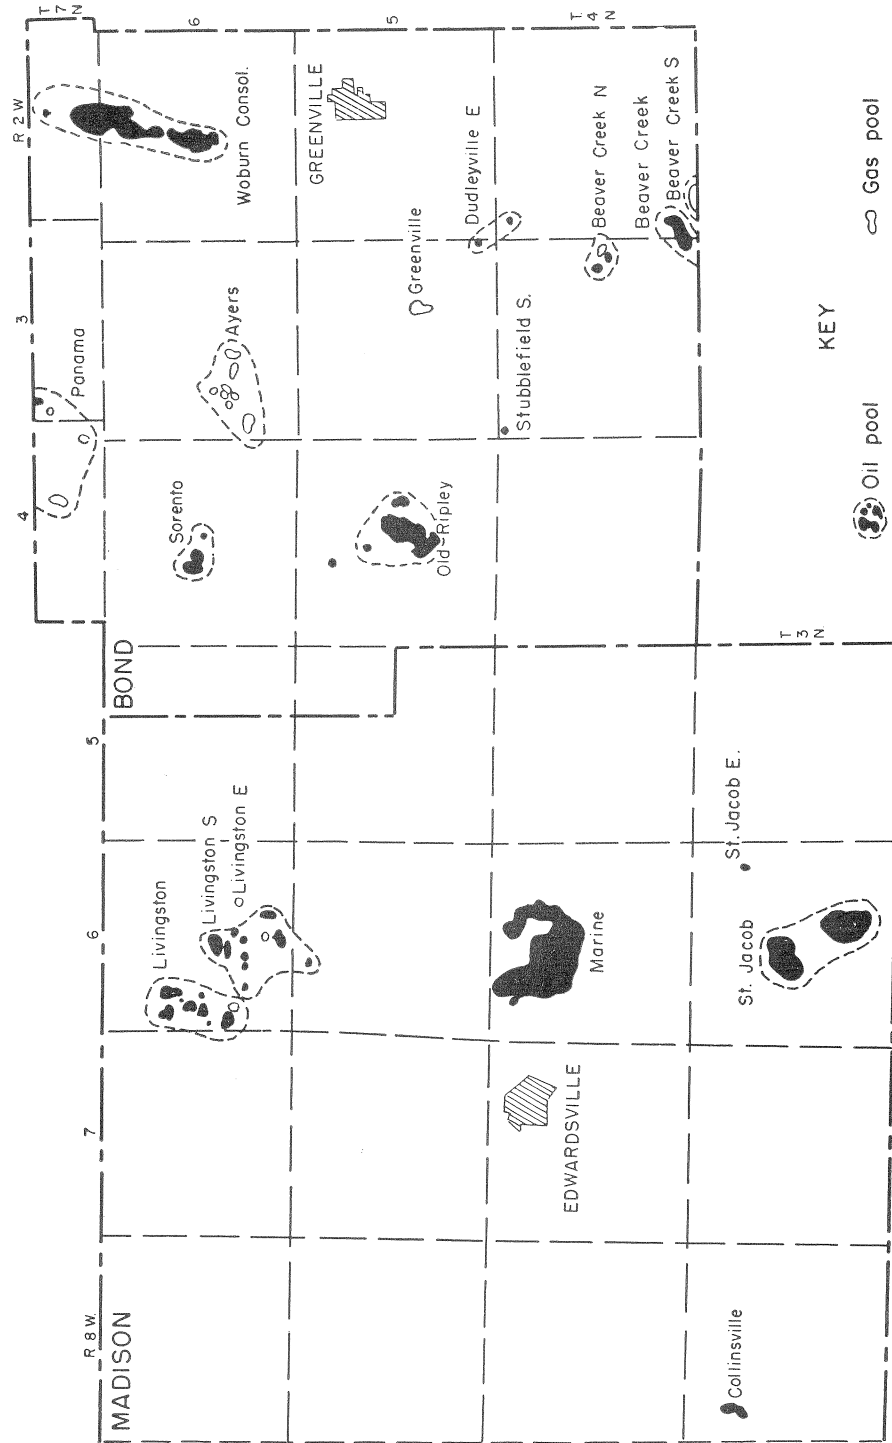 R 8 W.
7
6
5
4
3
R 2 W
T
7
N
6
5
T.
4
N
T
3
N
MADISON
BOND
Panama
Woburn Consol.
GREENVILLE
Sorento
Ayers
Livingston
Livingston S
Livingston E
Old Ripley
Greenville
Dudleyville E
Stubblefield S.
Beaver Creek N
Beaver Creek
Beaver Creek S
EDWARDSVILLE
Marine
St. Jacob
St. Jacob E.
Collinsville
KEY
Oil pool
Gas pool